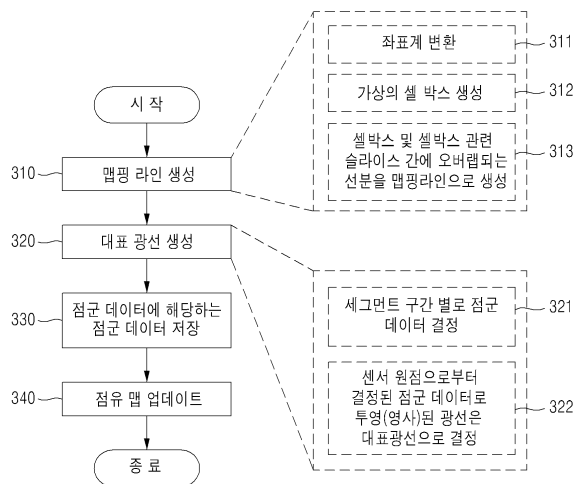 시 작
310
맵핑 라인 생성
320
대표 광선 생성
330
점군 데이터에 해당하는
점군 데이터 저장
340
점유 맵 업데이트
종 료
좌표계 변환
311
가상의 셀 박스 생성
312
셀박스 및 셀박스 관련
슬라이스 간에 오버랩되는
선분을 맵핑라인으로 생성
313
세그먼트 구간 별로 점군
데이터 결정
321
센서 원점으로부터
결정된 점군 데이터로
투영(영사)된 광선은
대표광선으로 결정
322